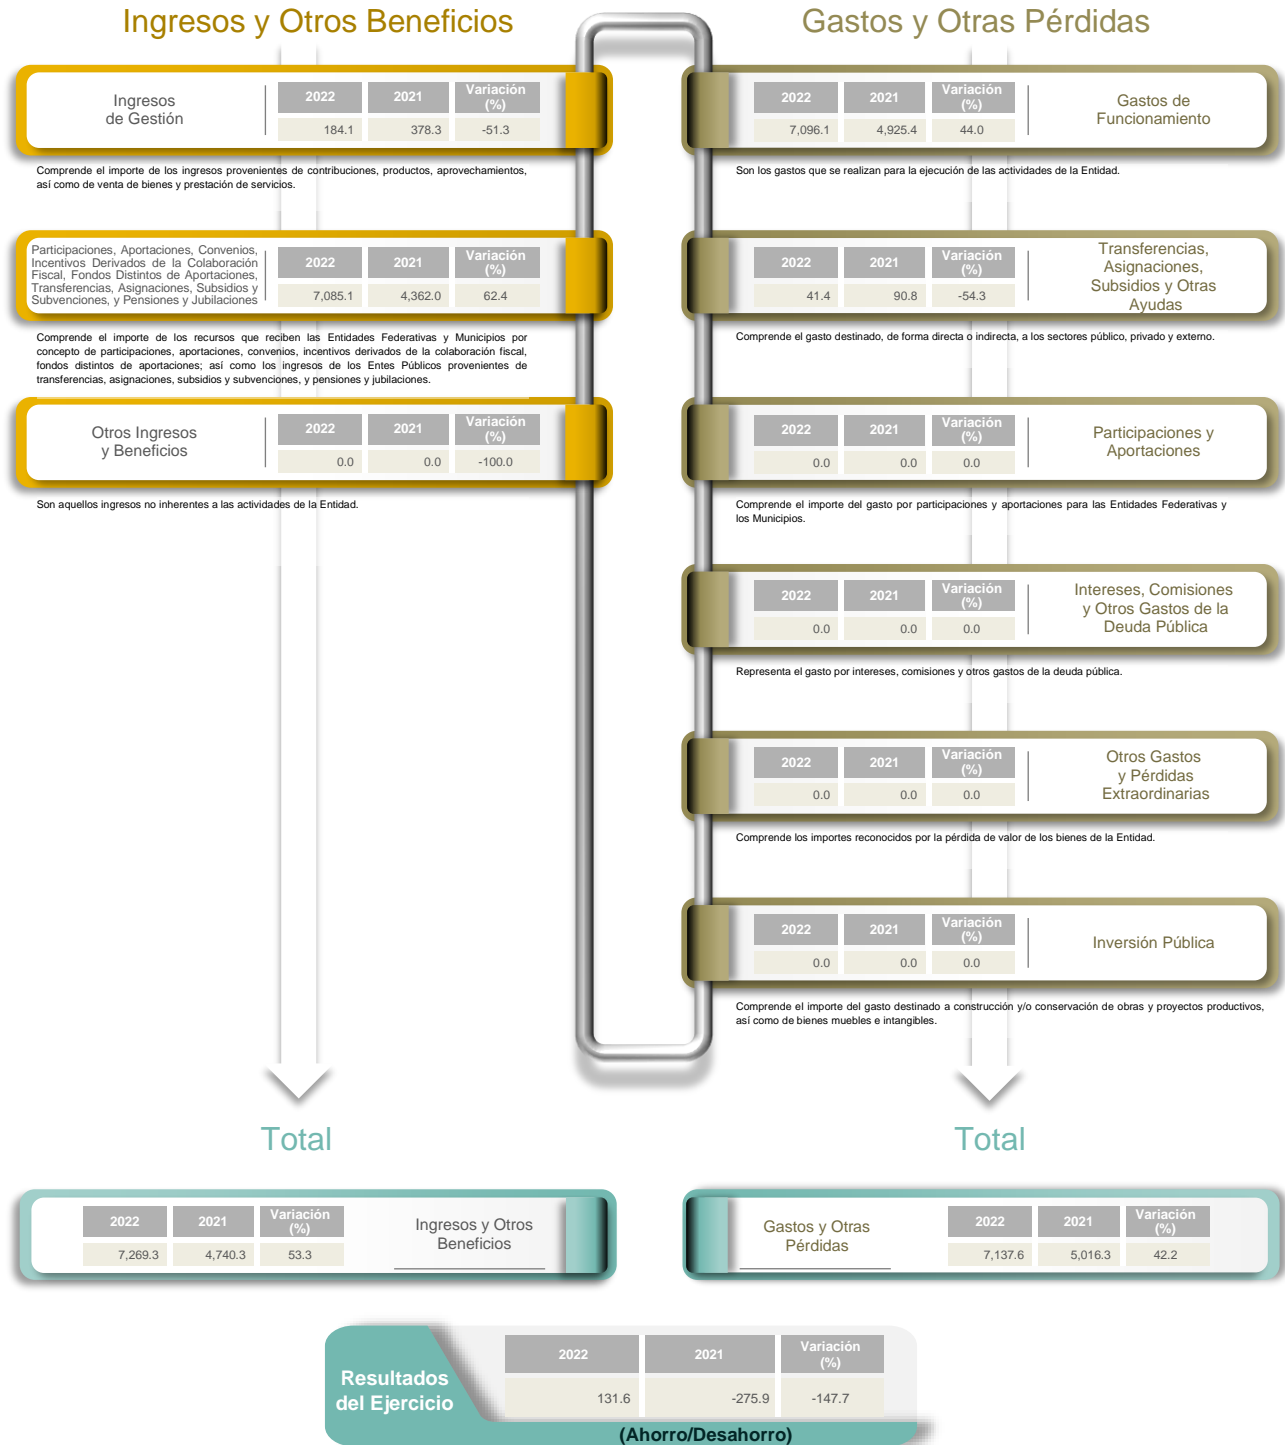 Ingresos y Otros Beneficios
Ingresos
de Gestión
2022 2021 Variación (%)
184.1 378.3 -51.3
Comprende el importe de los ingresos provenientes de contribuciones, productos, aprovechamientos,
así como de venta de bienes y prestación de servicios.
Participaciones, Aportaciones, Convenios,
Incentivos Derivados de la Colaboración
Fiscal, Fondos Distintos de Aportaciones,
Transferencias, Asignaciones, Subsidios y
Subvenciones, y Pensiones y Jubilaciones
2022 2021 Variación (%)
7,085.1 4,362.0 62.4
Comprende el importe de los recursos que reciben las Entidades Federativas y Municipios por
concepto de participaciones, aportaciones, convenios, incentivos derivados de la colaboración fiscal,
fondos distintos de aportaciones; así como los ingresos de los Entes Públicos provenientes de
transferencias, asignaciones, subsidios y subvenciones, y pensiones y jubilaciones.
Otros Ingresos
y Beneficios
2022 2021 Variación (%)
0.0 0.0 -100.0
Son aquellos ingresos no inherentes a las actividades de la Entidad.
Gastos y Otras Pérdidas
2022 2021 Variación (%)
7,096.1 4,925.4 44.0
Gastos de
Funcionamiento
Son los gastos que se realizan para la ejecución de las actividades de la Entidad.
2022 2021 Variación (%)
41.4 90.8 -54.3
Transferencias,
Asignaciones,
Subsidios y Otras
Ayudas
Comprende el gasto destinado, de forma directa o indirecta, a los sectores público, privado y externo.
2022 2021 Variación (%)
0.0 0.0 0.0
Participaciones y
Aportaciones
Comprende el importe del gasto por participaciones y aportaciones para las Entidades Federativas y
los Municipios.
2022 2021 Variación (%)
0.0 0.0 0.0
Intereses, Comisiones
y Otros Gastos de la
Deuda Pública
Representa el gasto por intereses, comisiones y otros gastos de la deuda pública.
2022 2021 Variación (%)
0.0 0.0 0.0
Otros Gastos
y Pérdidas
Extraordinarias
Comprende los importes reconocidos por la pérdida de valor de los bienes de la Entidad.
2022 2021 Variación (%)
0.0 0.0 0.0
Inversión Pública
Comprende el importe del gasto destinado a construcción y/o conservación de obras y proyectos productivos,
así como de bienes muebles e intangibles.
Total
2022 2021 Variación (%)
7,269.3 4,740.3 53.3
Ingresos y Otros
Beneficios
Total
Gastos y Otras
Pérdidas
2022 2021 Variación (%)
7,137.6 5,016.3 42.2
Resultados
del Ejercicio
2022 2021 Variación (%)
131.6 -275.9 -147.7
(Ahorro/Desahorro)